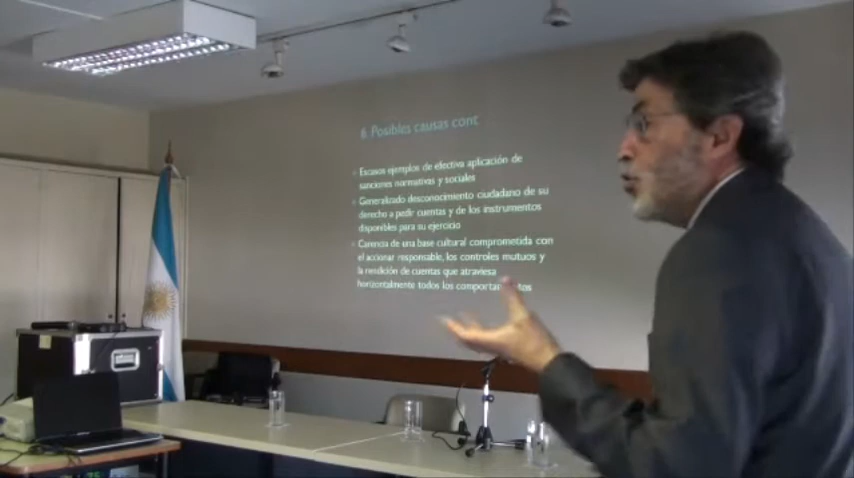 6 Posibles causas cont
Escasos ejemplos de efectiva aplicación de
sanciones normativas y sociales
Generalizado desconocimiento ciudadano de su
derecho a pedir cuentas y de los instrumentos
disponibles para su ejercicio
Carencia de una base cultural comprometida con
el accionar responsable, los controles mutuos y
la rendición de cuentas que atraviesa
horizontalmente todos los